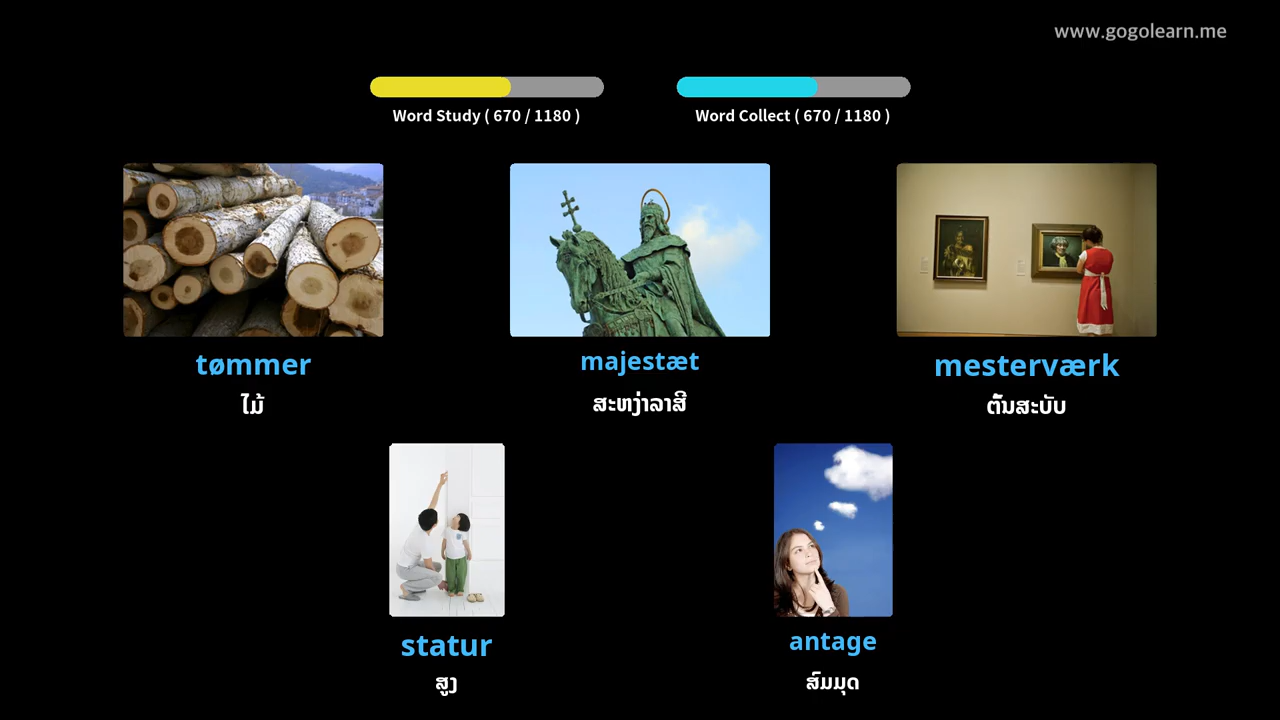 www.gogolearn.me
Word Study ( 670 / 1180 )
Word Collect ( 670 / 1180 )
tømmer
majestæt
mesterværk
ໄມ້
ສະຫງ່າລາສີ
ຕົ້ນສະບັບ
statur
antage
ສູງ
ສົມມຸດ